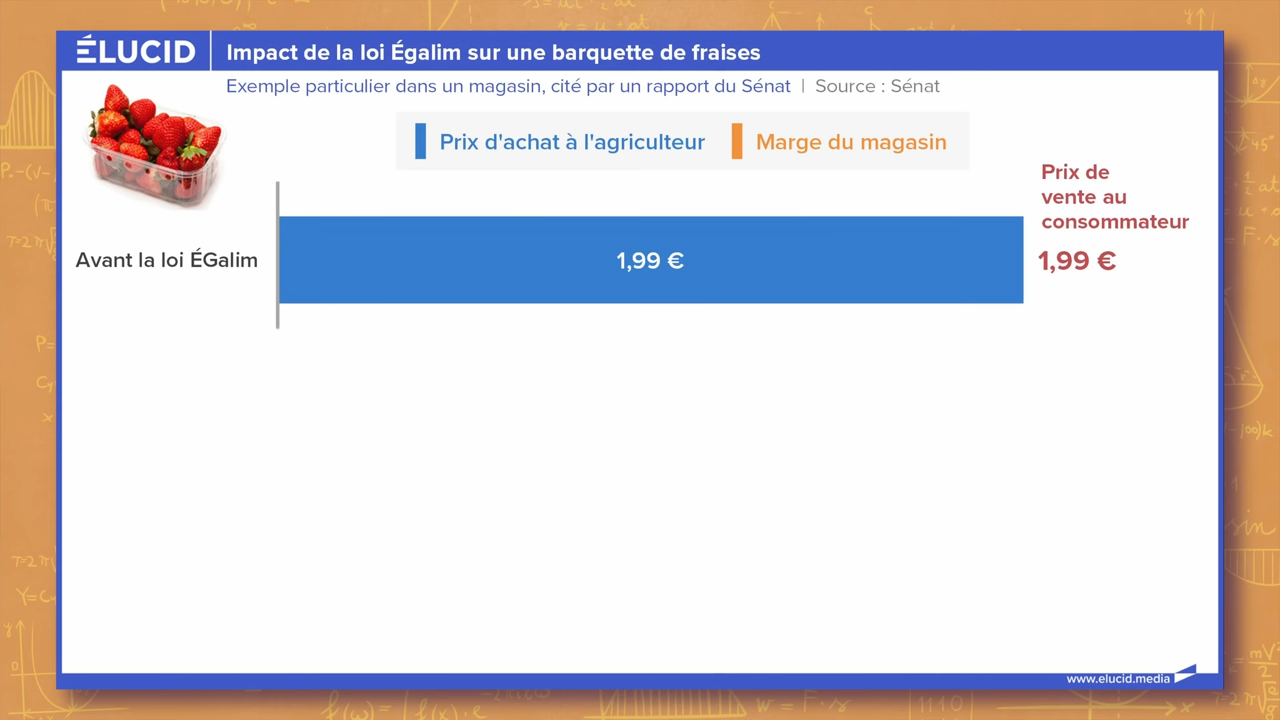 ÉLUCID
Impact de la loi Égalim sur une barquette de fraises
Exemple particulier dans un magasin, cité par un rapport du Sénat | Source : Sénat
Prix d'achat à l'agriculteur
Marge du magasin
Prix de
vente au
consommateur
Avant la loi ÉGalim
1,99 €
1,99 €
www.elucid.media